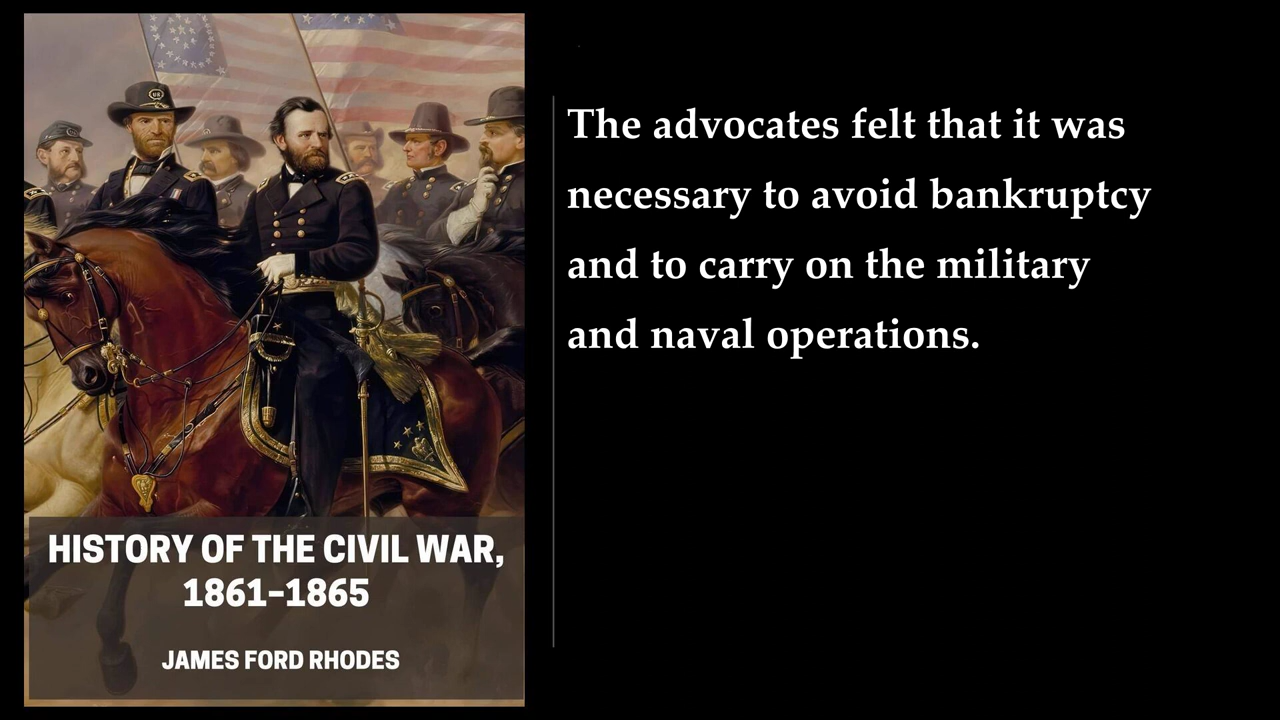 HISTORY OF THE CIVIL WAR,
1861–1865
JAMES FORD RHODES
The advocates felt that it was
necessary to avoid bankruptcy
and to carry on the military
and naval operations.